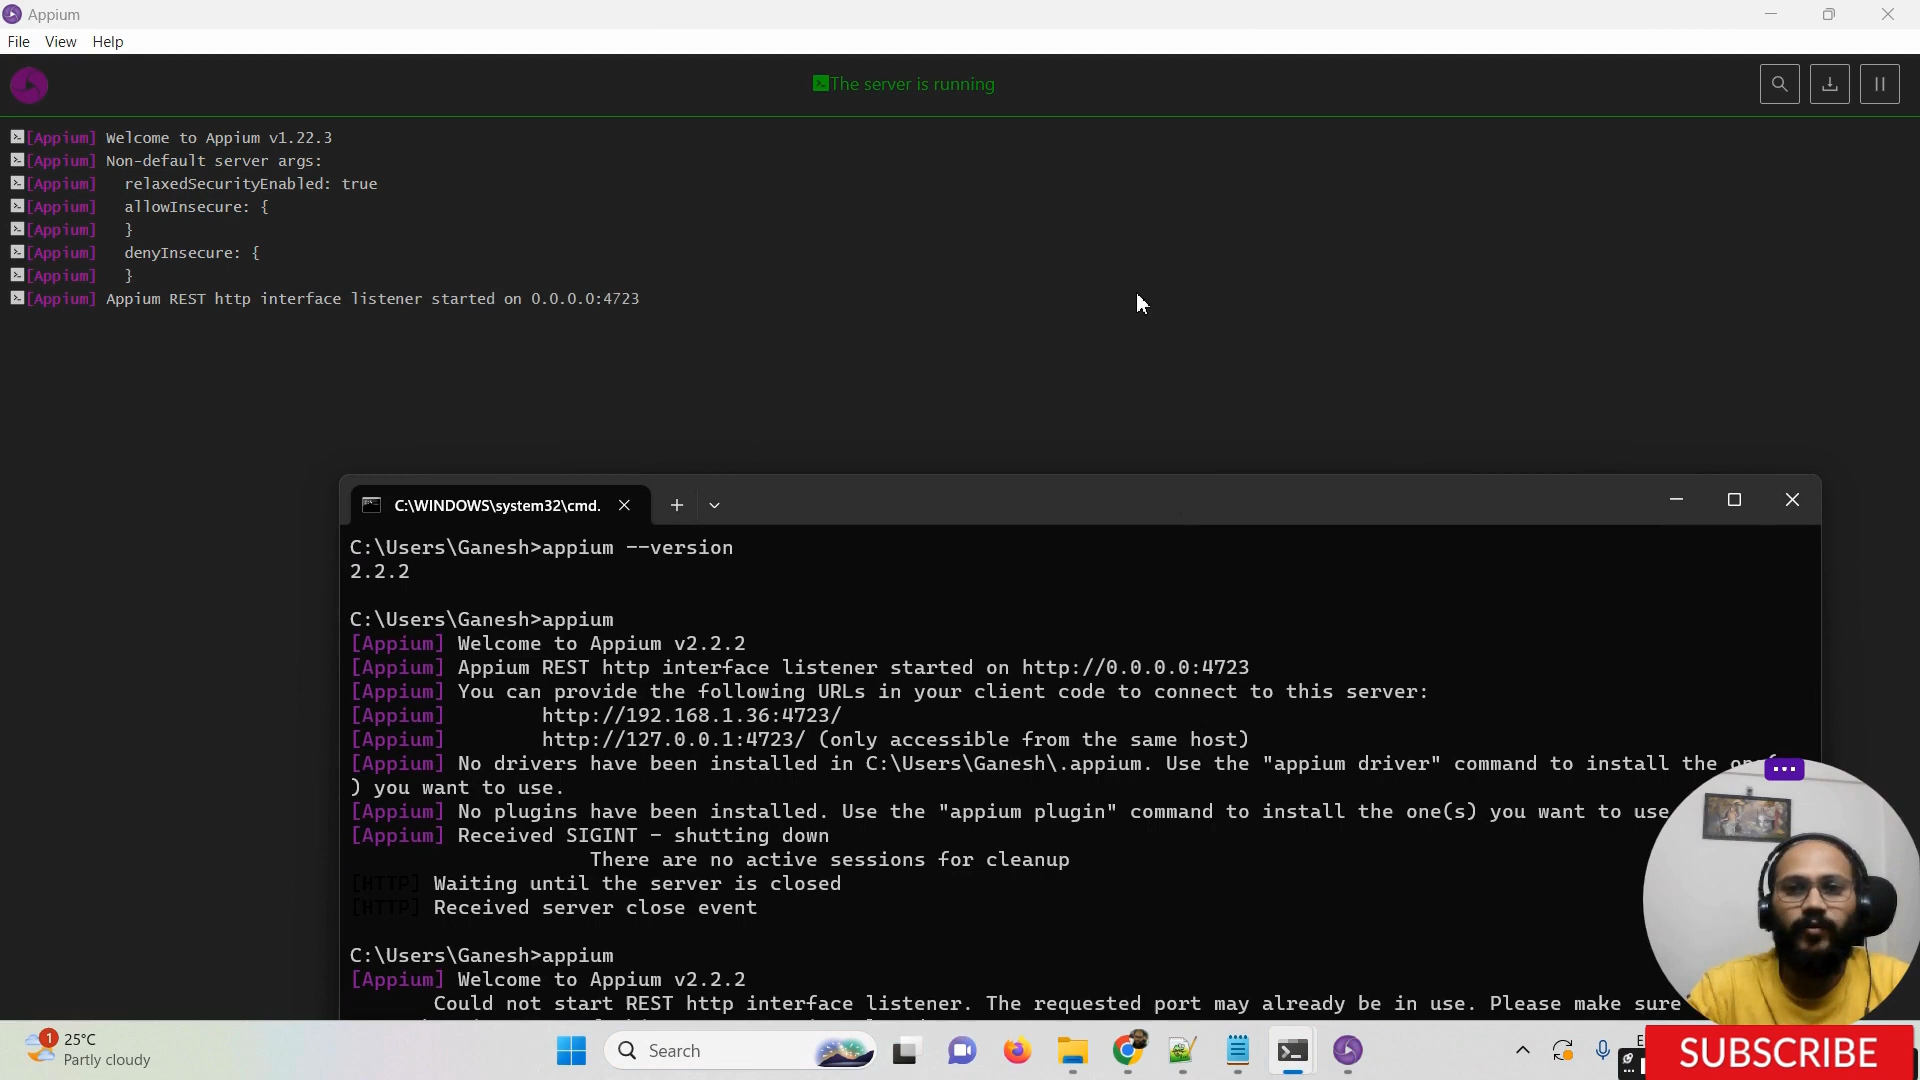 Appium
File View Help
The server is running
[Appium] Welcome to Appium v1.22.3
[Appium] Non-default server args:
[Appium] relaxedSecurityEnabled: true
[Appium] allowInsecure: {
[Appium] }
[Appium] denyInsecure: {
[Appium] }
[Appium] Appium REST http interface listener started on 0.0.0.0:4723
C:\WINDOWS\system32\cmd.
C:\Users\Ganesh>appium --version
2.2.2
C:\Users\Ganesh>appium
[Appium] Welcome to Appium v2.2.2
[Appium] Appium REST http interface listener started on http://0.0.0.0:4723
[Appium] You can provide the following URLs in your client code to connect to this server:
[Appium] http://192.168.1.36:4723/
[Appium] http://127.0.0.1:4723/ (only accessible from the same host)
[Appium] No drivers have been installed in C:\Users\Ganesh\.appium. Use the "appium driver" command to install the
) you want to use.
[Appium] No plugins have been installed. Use the "appium plugin" command to install the one(s) you want to use
[Appium] Received SIGINT - shutting down
There are no active sessions for cleanup
[HTTP] Waiting until the server is closed
[HTTP] Received server close event
C:\Users\Ganesh>appium
[Appium] Welcome to Appium v2.2.2
Could not start REST http interface listener. The requested port may already be in use. Please make sure
1
25°C
Partly cloudy
Search
SUBSCRIBE